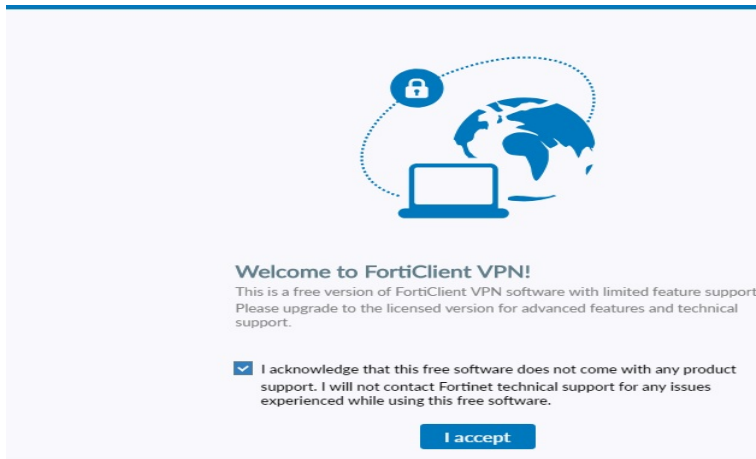 Welcome to FortiClient VPN!
This is a free version of FortiClient VPN software with limited feature support
Please upgrade to the licensed version for advanced features and technical
support.
I acknowledge that this free software does not come with any product
support. I will not contact Fortinet technical support for any issues
experienced while using this free software.
I accept